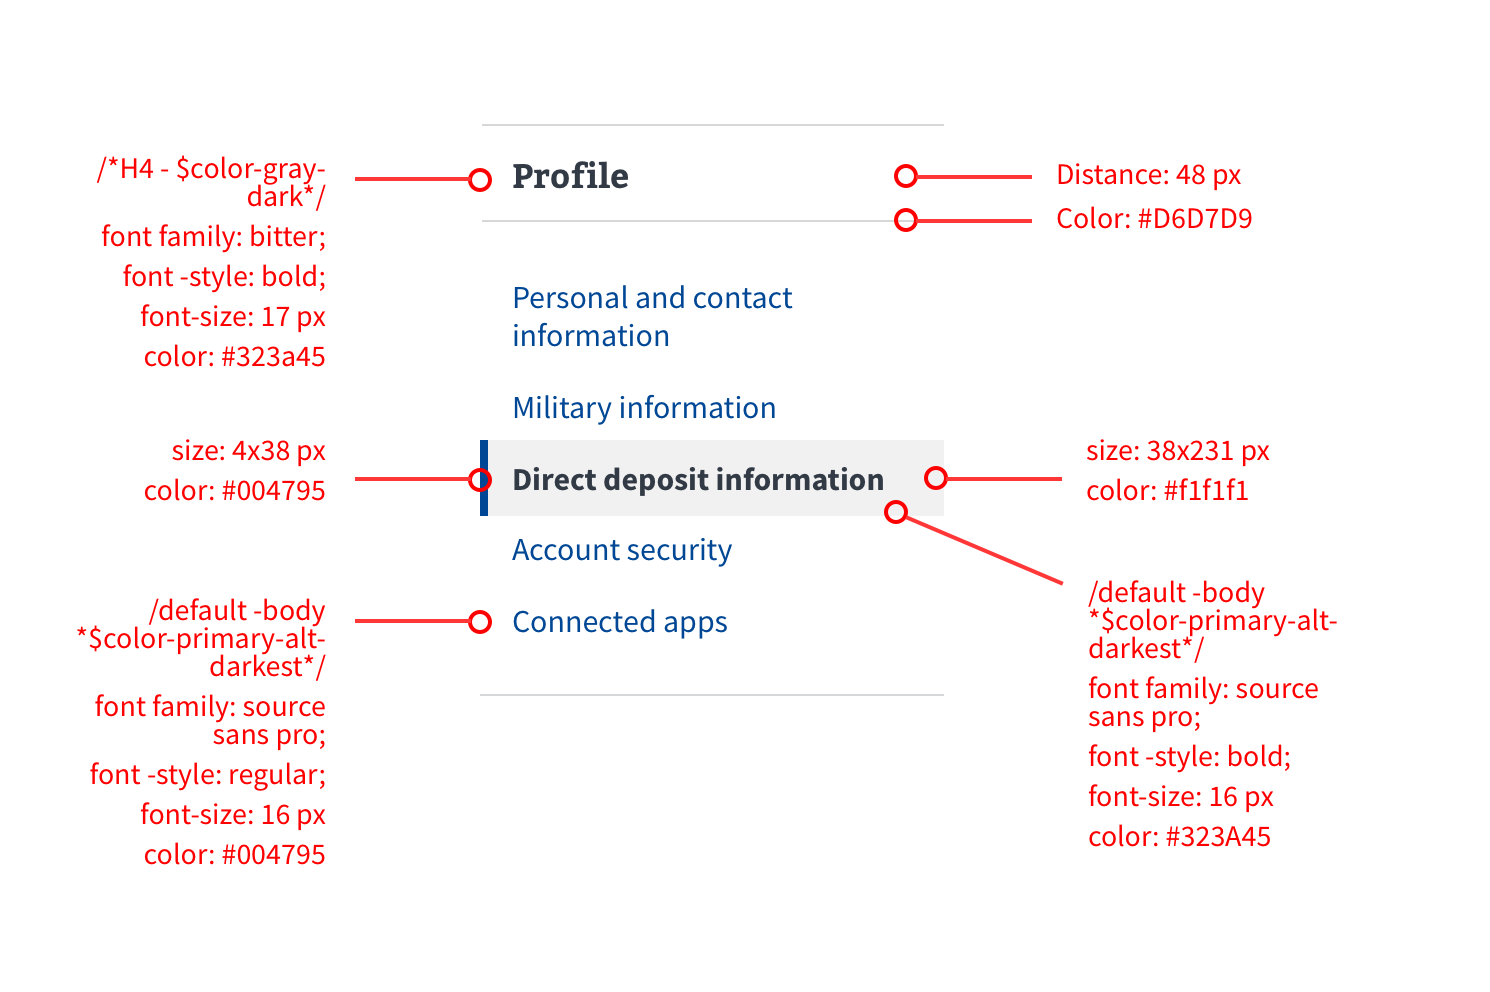 /*H4 - $color-gray-
dark*/
font family: bitter;
font -style: bold;
font-size: 17 px
color: #323a45
size: 4x38 px
color: #004795
/default -body
*$color-primary-alt-
darkest*/
font family: source
sans pro;
font -style: regular;
font-size: 16 px
color: #004795
Profile
Personal and contact
information
Military information
Direct deposit information
Account security
Connected apps
Distance: 48 px
Color: #D6D7D9
size: 38x231 px
color: #f1f1f1
/default -body
*$color-primary-alt-
darkest*/
font family: source
sans pro;
font -style: bold;
font-size: 16 px
color: #323A45